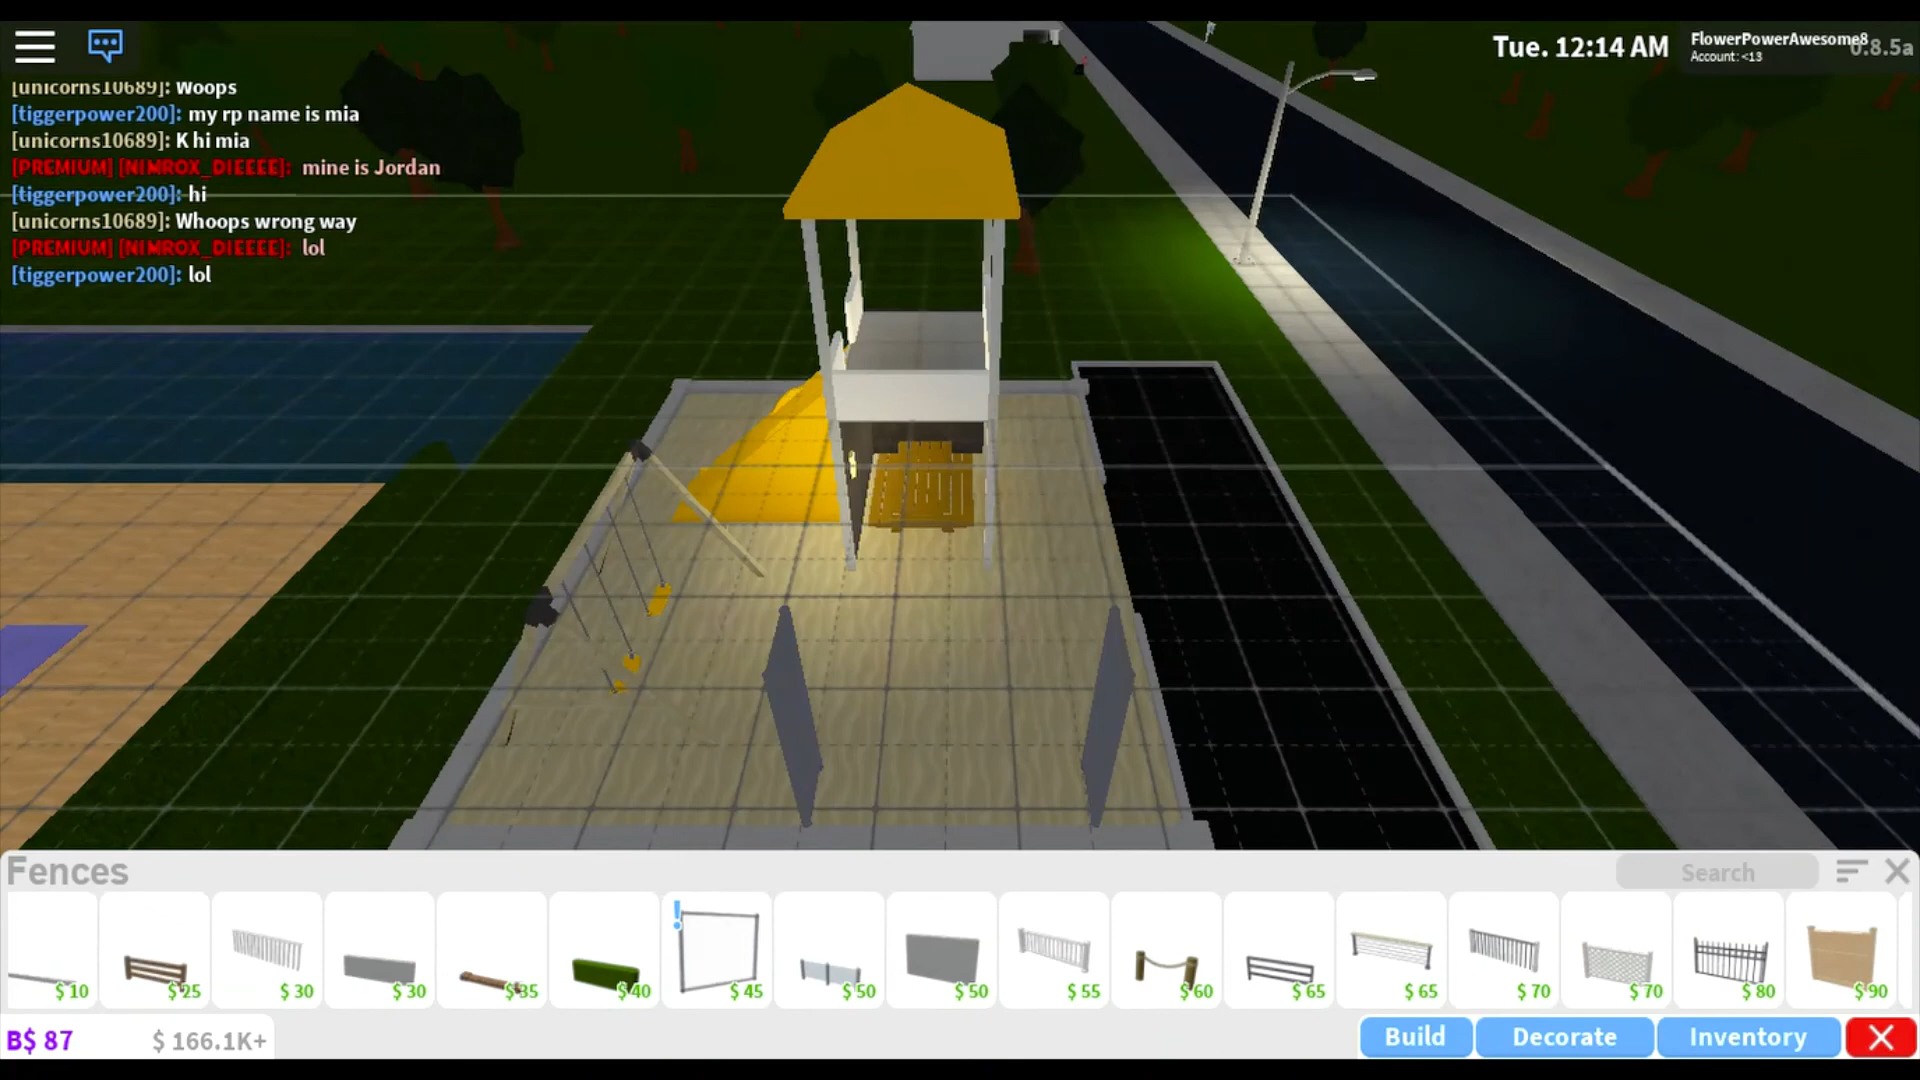 Tue. 12:14 AM
FlowerPowerAwesome8
Account: <13
0.8.5a
[unicorns10689]: Woops
[tiggerpower200]: my rp name is mia
[unicorns10689]: K hi mia
[PREMIUM] [NIMROX_DIEEEE]: mine is Jordan
[tiggerpower200]: hi
[unicorns10689]: Whoops wrong way
[PREMIUM] [NIMROX_DIEEEE]: lol
[tiggerpower200]: lol
Fences
Search
! $ 10 $ 25 $ 30 $ 30 $ 35 $ 40 $ 45 $ 50 $ 50 $ 55 $ 60 $ 65 $ 65 $ 70 $ 70 $ 80 $ 90
B$ 87 $ 166.1K+
Build Decorate Inventory X